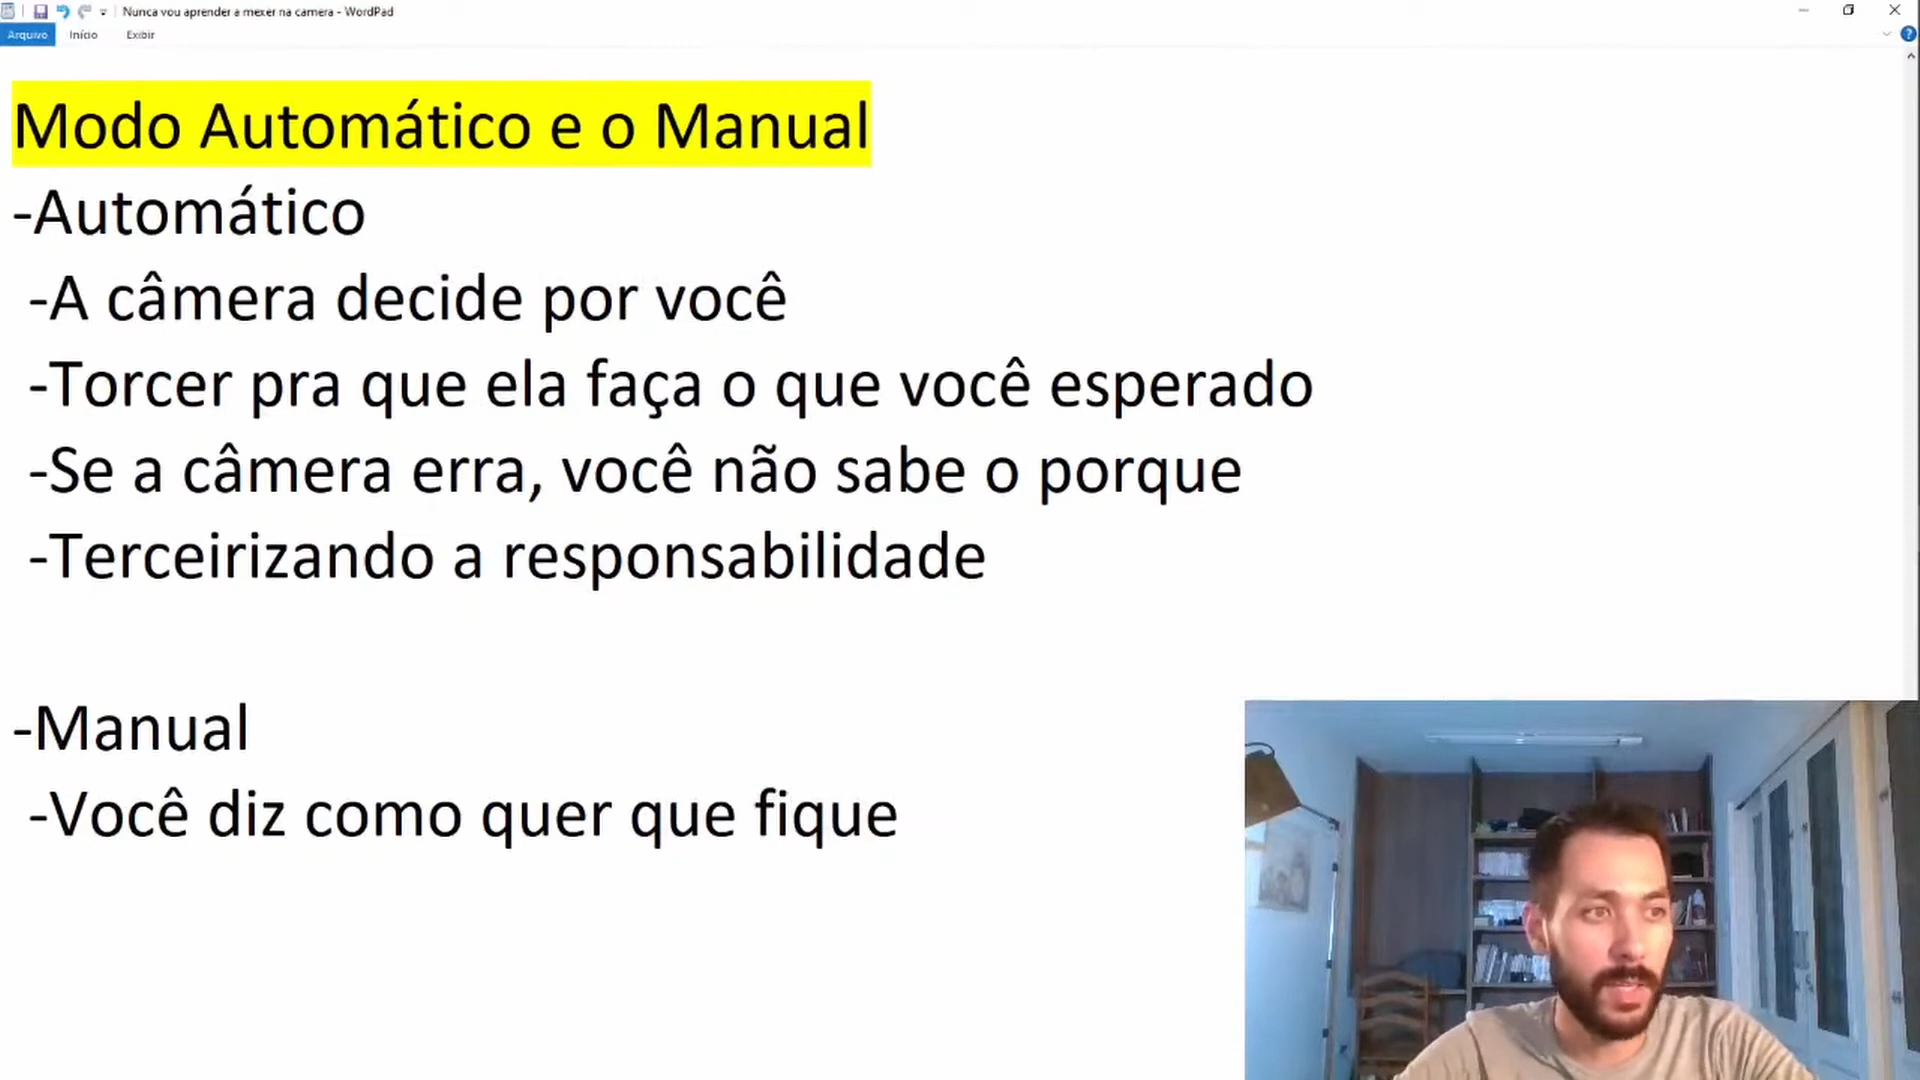 Nunca vou aprender a mexer na camera - WordPad
Arquivo Início Exibir
Modo Automático e o Manual
-Automático
-A câmera decide por você
-Torcer pra que ela faça o que você esperado
-Se a câmera erra, você não sabe o porque
-Terceirizando a responsabilidade
-Manual
-Você diz como quer que fique